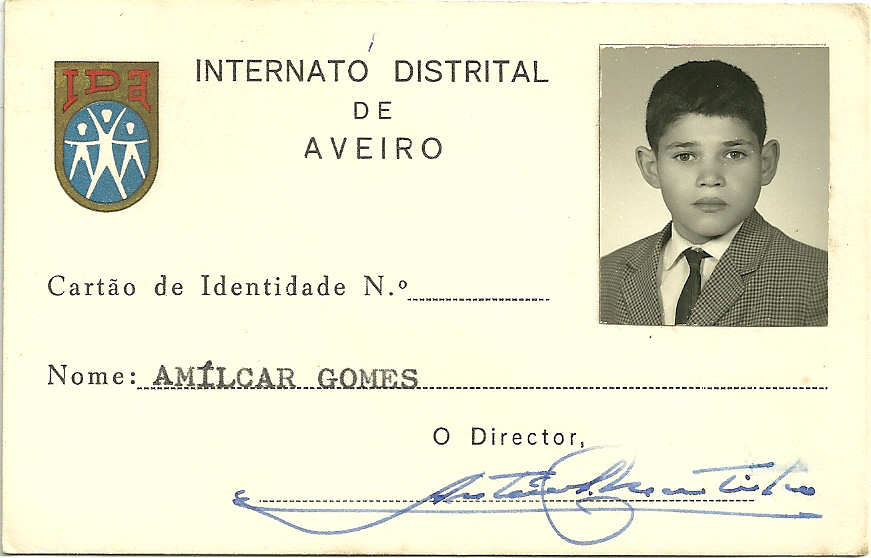 IDA
INTERNATO DISTRITAL
DE
AVEIRO
Cartão de Identidade N.º
Nome: AMÍLCAR GOMES
O Director,